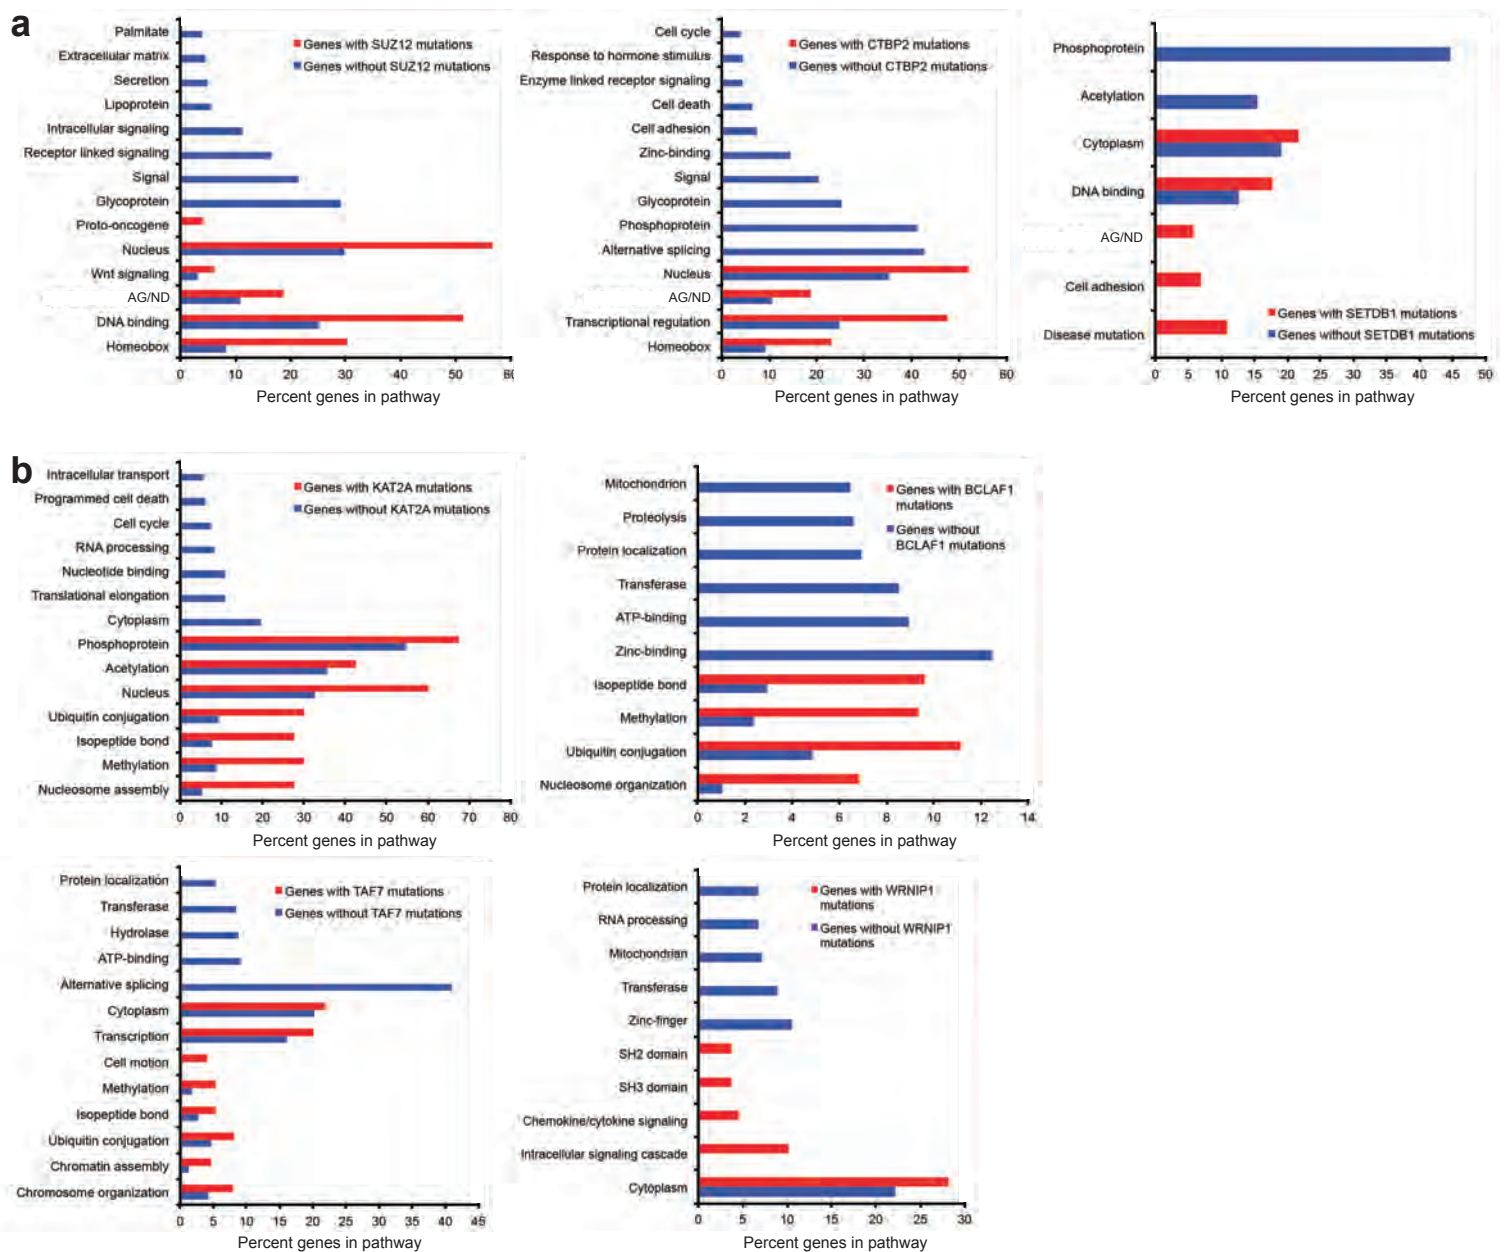 a
Palmitate
Extracellular matrix
Secretion
Lipoprotein
Intracellular signaling
Receptor linked signaling
Signal
Glycoprotein
Proto-oncogene
Nucleus
Wnt signaling
AG/ND
DNA binding
Homeobox
Genes with SUZ12 mutations
Genes without SUZ12 mutations
0 10 20 30 40 50 6
Percent genes in pathway
Cell cycle
Response to hormone stimulus
Enzyme linked receptor signaling
Cell death
Cell adhesion
Zinc-binding
Signal
Glycoprotein
Phosphoprotein
Alternative splicing
Nucleus
AG/ND
Transcriptional regulation
Homeobox
Genes with CTBP2 mutations
Genes without CTBP2 mutations
0 10 20 30 40 50 60
Percent genes in pathway
Phosphoprotein
Acetylation
Cytoplasm
DNA binding
AG/ND
Cell adhesion
Disease mutation
Genes with SETDB1 mutations
Genes without SETDB1 mutations
0 5 10 15 20 25 30 35 40 45 50
Percent genes in pathway
b
Intracellular transport
Programmed cell death
Cell cycle
RNA processing
Nucleotide binding
Translational elongation
Cytoplasm
Phosphoprotein
Acetylation
Nucleus
Ubiquitin conjugation
Isopeptide bond
Methylation
Nucleosome assembly
Genes with KAT2A mutations
Genes without KAT2A mutations
0 10 20 30 40 50 60 70 80
Percent genes in pathway
Mitochondrion
Proteolysis
Protein localization
Transferase
ATP-binding
Zinc-binding
Isopeptide bond
Methylation
Ubiquitin conjugation
Nucleosome organization
Genes with BCLAF1
mutations
Genes without
BCLAF1 mutations
0 2 4 6 8 10 12 14
Percent genes in pathway
Protein localization
Transferase
Hydrolase
ATP-binding
Alternative splicing
Cytoplasm
Transcription
Cell motion
Methylation
Isopeptide bond
Ubiquitin conjugation
Chromatin assembly
Chromosome organization
Genes with TAF7 mutations
Genes without TAF7 mutations
0 5 10 15 20 25 30 35 40 45
Percent genes in pathway
Protein localization
RNA processing
Mitochondrian
Transferase
Zinc-finger
SH2 domain
SH3 domain
Chemokine/cytokine signaling
Intracellular signaling cascade
Cytoplasm
Genes with WRNIP1
mutations
Genes without WRNIP1
mutations
0 5 10 15 20 25 30
Percent genes in pathway